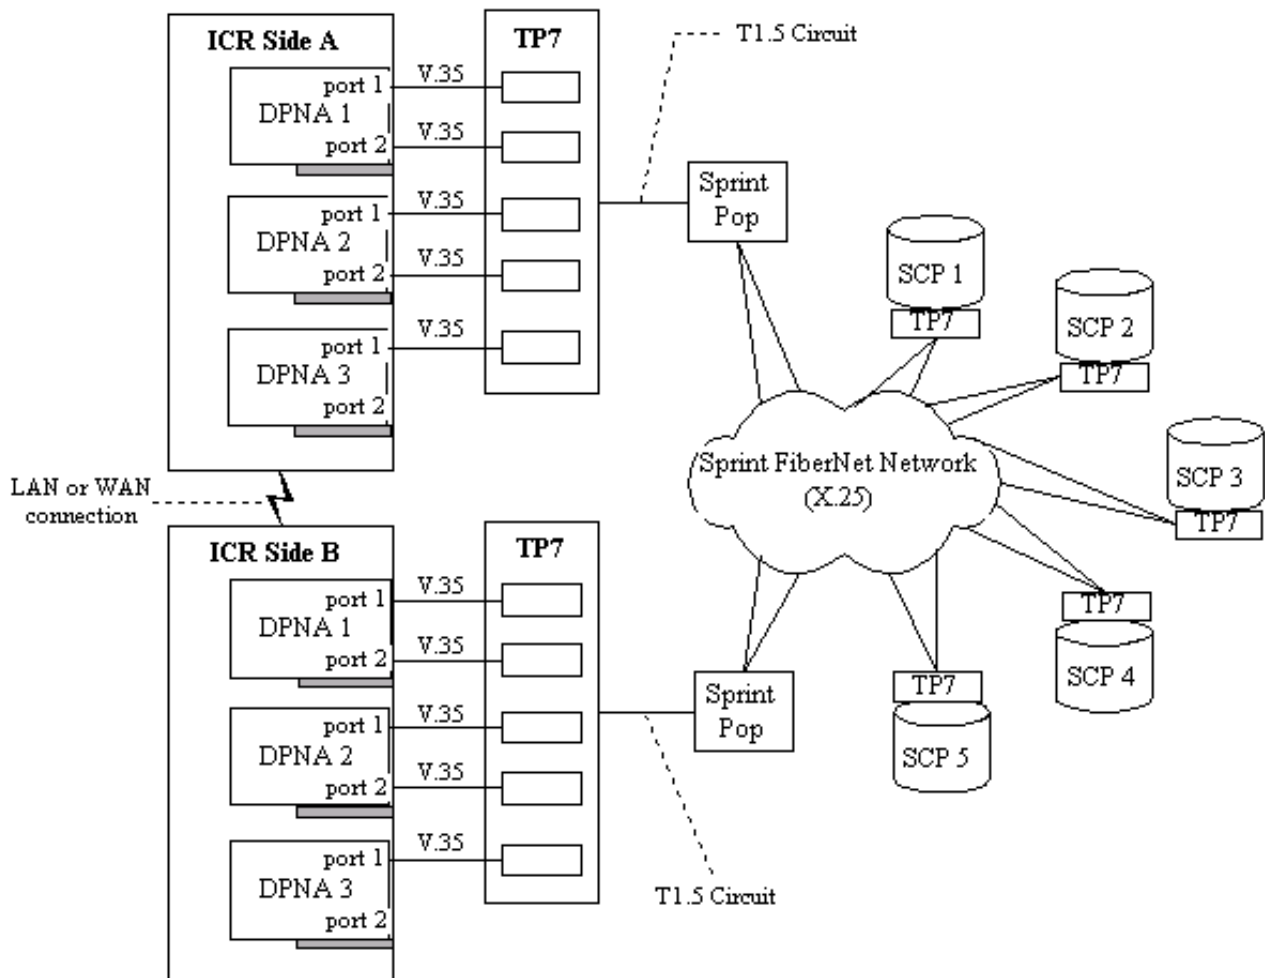 ICR Side A
port 1
DPNA 1
port 2
port 1
DPNA 2
port 2
port 1
DPNA 3
port 2
V.35
V.35
V.35
V.35
V.35
TP7
T1.5 Circuit
Sprint
Pop
SCP 1
TP7
SCP 2
TP7
SCP 3
TP7
Sprint FiberNet Network
(X.25)
TP7
SCP 4
TP7
SCP 5
LAN or WAN
connection
ICR Side B
port 1
DPNA 1
port 2
port 1
DPNA 2
port 2
port 1
DPNA 3
port 2
V.35
V.35
V.35
V.35
V.35
TP7
Sprint
Pop
T1.5 Circuit